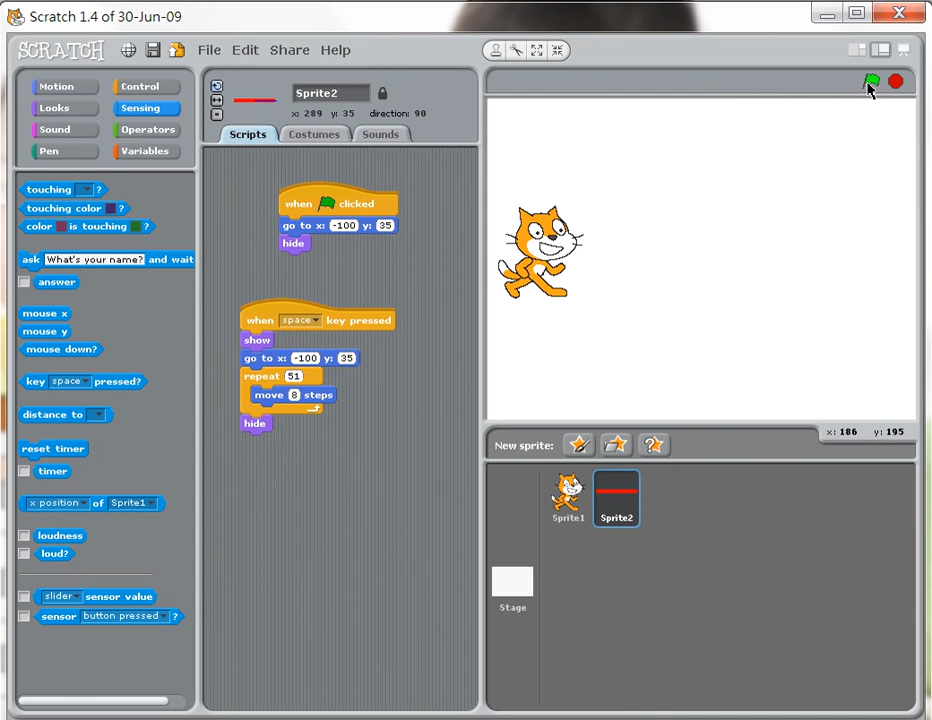 Scratch 1.4 of 30-Jun-09
SCRATCH File Edit Share Help
Motion Control
Looks Sensing
Sound Operators
Pen Variables
touching ?
touching color ?
color is touching ?
ask What's your name? and wait
answer
mouse x
mouse y
mouse down?
key space pressed?
distance to
reset timer
timer
x position of Sprite1
loudness
loud?
slider sensor value
sensor button pressed ?
Sprite2
x: 289 y: 35 direction: 90
Scripts Costumes Sounds
when clicked
go to x: -100 y: 35
hide
when space key pressed
show
go to x: -100 y: 35
repeat 51
move 8 steps
hide
x: 186 y: 195
New sprite:
Sprite1 Sprite2
Stage